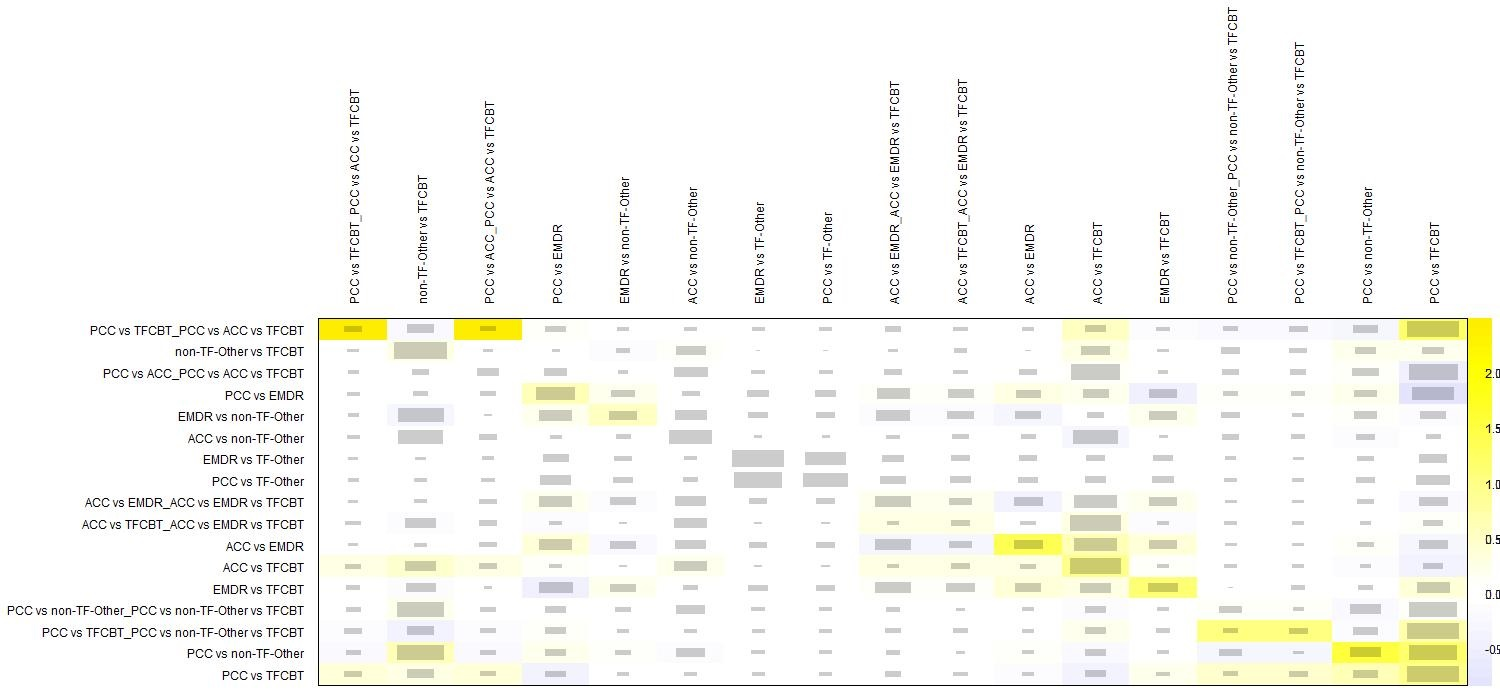 PCC vs TFCBT_PCC vs ACC vs TFCBT
non-TF-Other vs TFCBT
PCC vs ACC_PCC vs ACC vs TFCBT
PCC vs EMDR
EMDR vs non-TF-Other
ACC vs non-TF-Other
EMDR vs TF-Other
PCC vs TF-Other
ACC vs EMDR_ACC vs EMDR vs TFCBT
ACC vs TFCBT_ACC vs EMDR vs TFCBT
ACC vs EMDR
ACC vs TFCBT
EMDR vs TFCBT
PCC vs non-TF-Other_PCC vs non-TF-Other vs TFCBT
PCC vs TFCBT_PCC vs non-TF-Other vs TFCBT
PCC vs non-TF-Other
PCC vs TFCBT
PCC vs TFCBT_PCC vs ACC vs TFCBT
non-TF-Other vs TFCBT
PCC vs ACC_PCC vs ACC vs TFCBT
PCC vs EMDR
EMDR vs non-TF-Other
ACC vs non-TF-Other
EMDR vs TF-Other
PCC vs TF-Other
ACC vs EMDR_ACC vs EMDR vs TFCBT
ACC vs TFCBT_ACC vs EMDR vs TFCBT
ACC vs EMDR
ACC vs TFCBT
EMDR vs TFCBT
PCC vs non-TF-Other_PCC vs non-TF-Other vs TFCBT
PCC vs TFCBT_PCC vs non-TF-Other vs TFCBT
PCC vs non-TF-Other
PCC vs TFCBT
2.0
1.5
1.0
0.5
0.0
-0.5